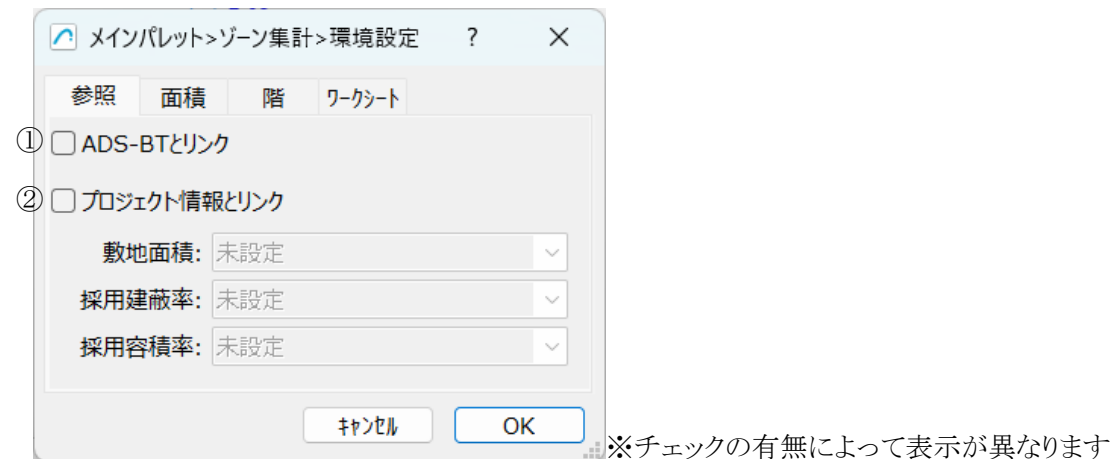 メインパレット>ゾーン集計>環境設定 ?
参照 面積 階 ワークシート
① ADS-BTとリンク
② プロジェクト情報とリンク
敷地面積: 未設定
採用建蔽率: 未設定
採用容積率: 未設定
キャンセル OK
※チェックの有無によって表示が異なります